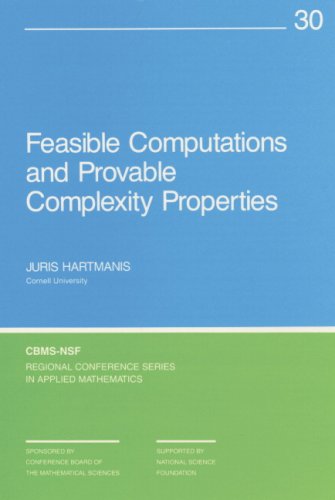 30
Feasible Computations
and Provable
Complexity Properties
JURIS HARTMANIS
Cornell University
CBMS-NSF
REGIONAL CONFERENCE SERIES
IN APPLIED MATHEMATICS
SPONSORED BY
CONFERENCE BOARD OF
THE MATHEMATICAL SCIENCES
SUPPORTED BY
NATIONAL SCIENCE
FOUNDATION